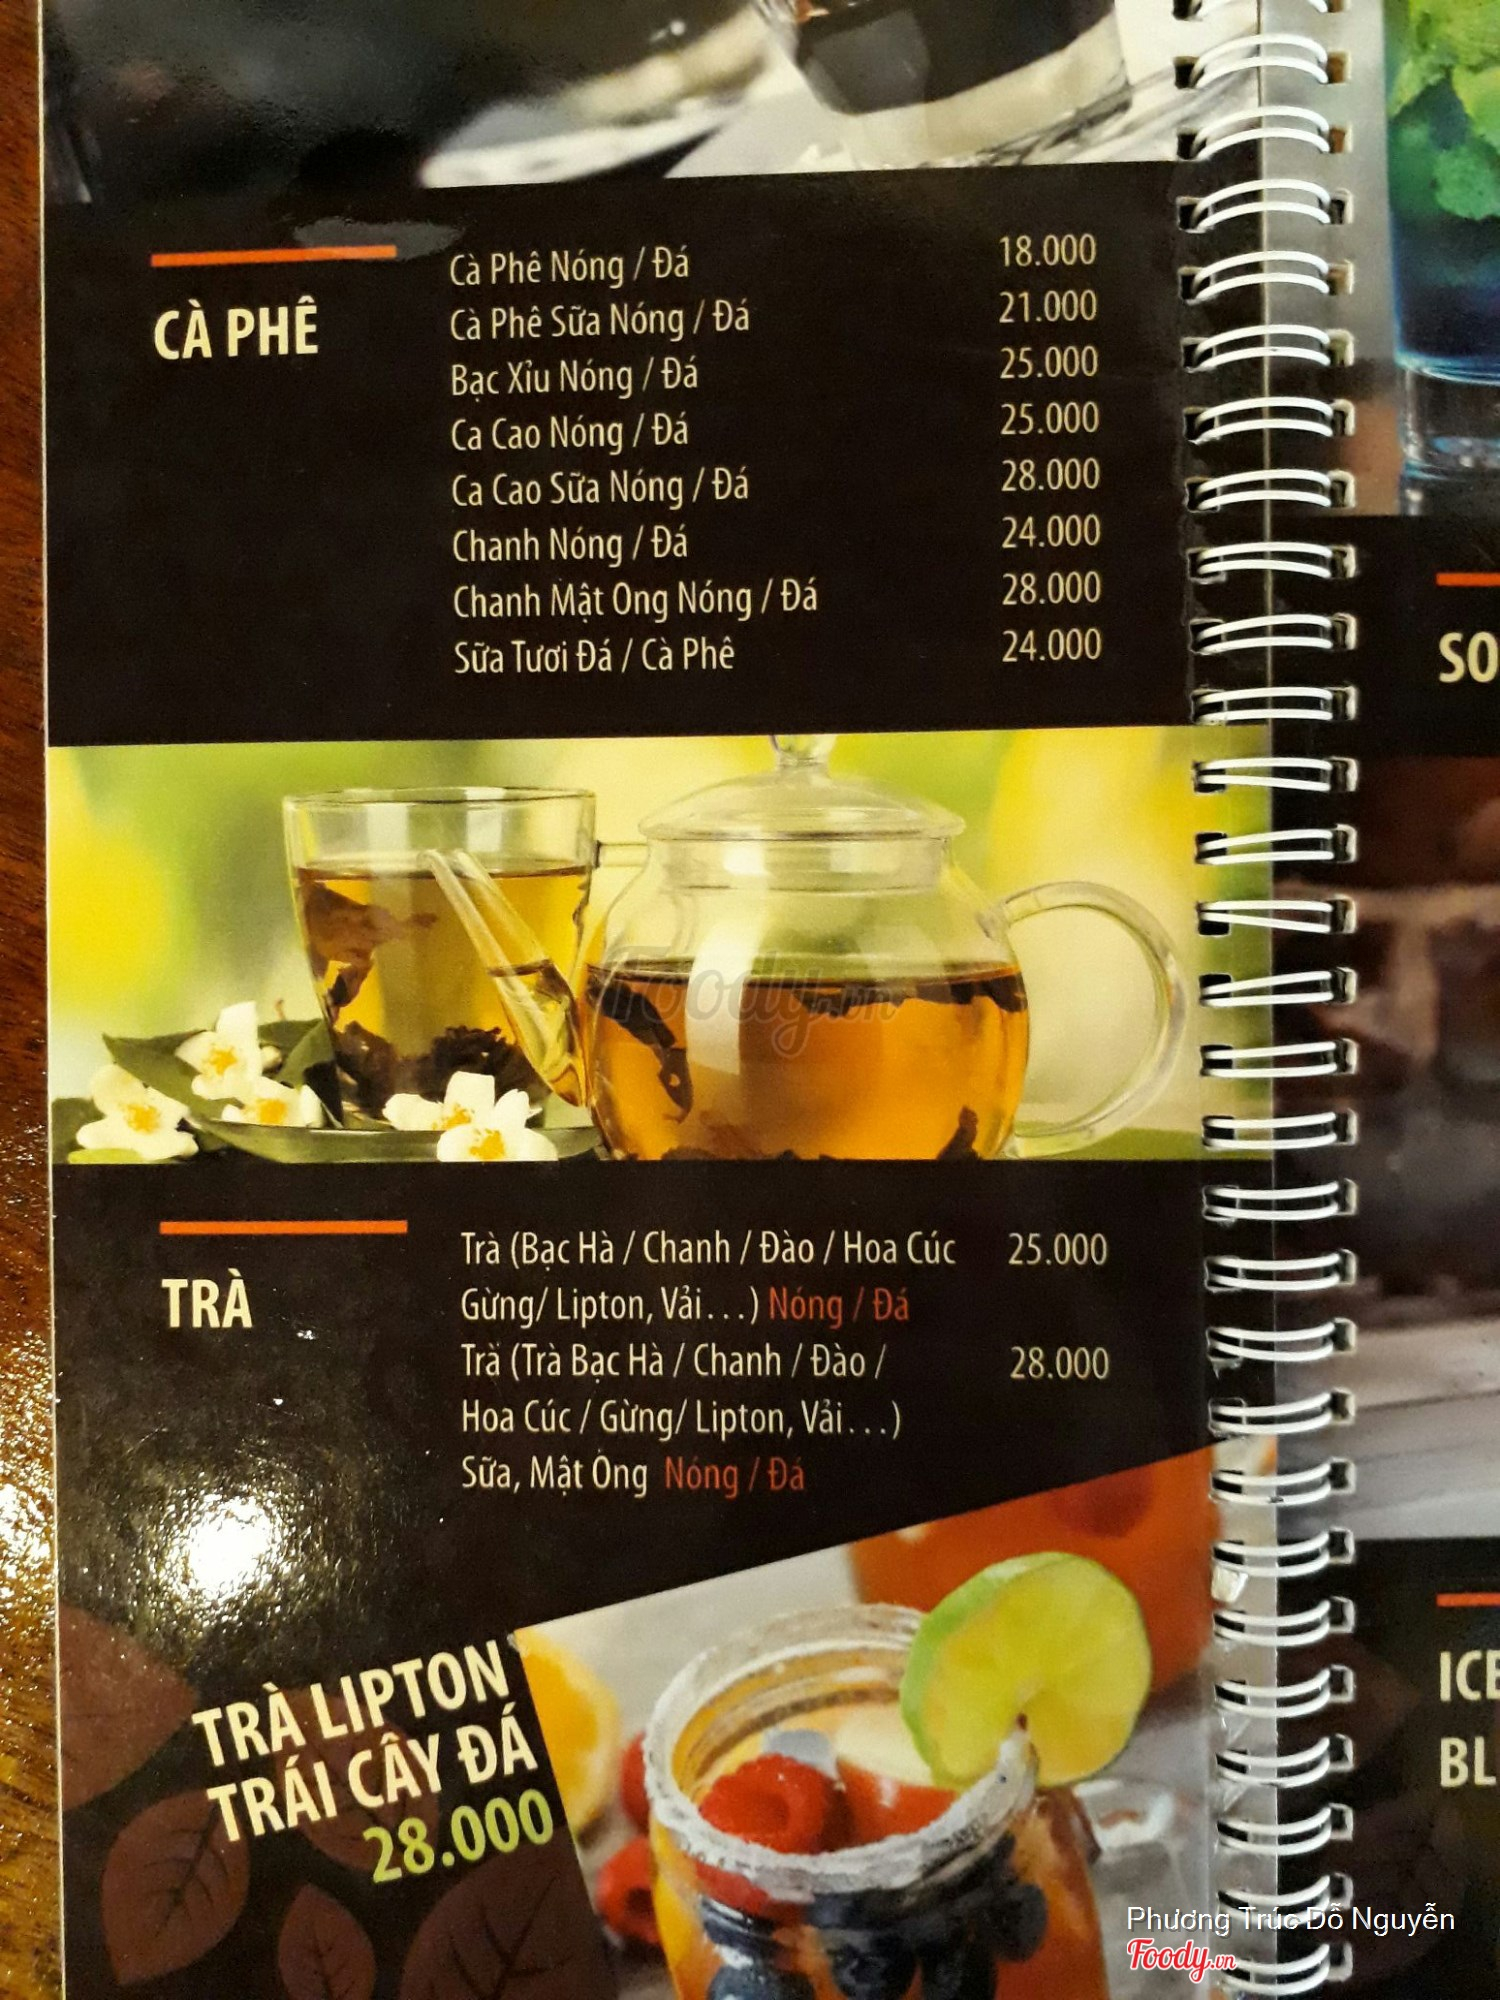 CÀ PHÊ
Cà Phê Nóng / Đá 18.000
Cà Phê Sữa Nóng / Đá 21.000
Bạc Xỉu Nóng / Đá 25.000
Ca Cao Nóng / Đá 25.000
Ca Cao Sữa Nóng / Đá 28.000
Chanh Nóng / Đá 24.000
Chanh Mật Ong Nóng / Đá 28.000
Sữa Tươi Đá / Cà Phê 24.000
Foody.vn
TRÀ
Trà (Bạc Hà / Chanh / Đào / Hoa Cúc 25.000
Gừng/ Lipton, Vải...) Nóng / Đá
Trà (Trà Bạc Hà / Chanh / Đào / 28.000
Hoa Cúc / Gừng/ Lipton, Vải...)
Sữa, Mật Ong Nóng / Đá
TRÀ LIPTON
TRÁI CÂY ĐÁ
28.000
SO
ICE
BL
Phương Trúc Đỗ Nguyễn
Foody.vn